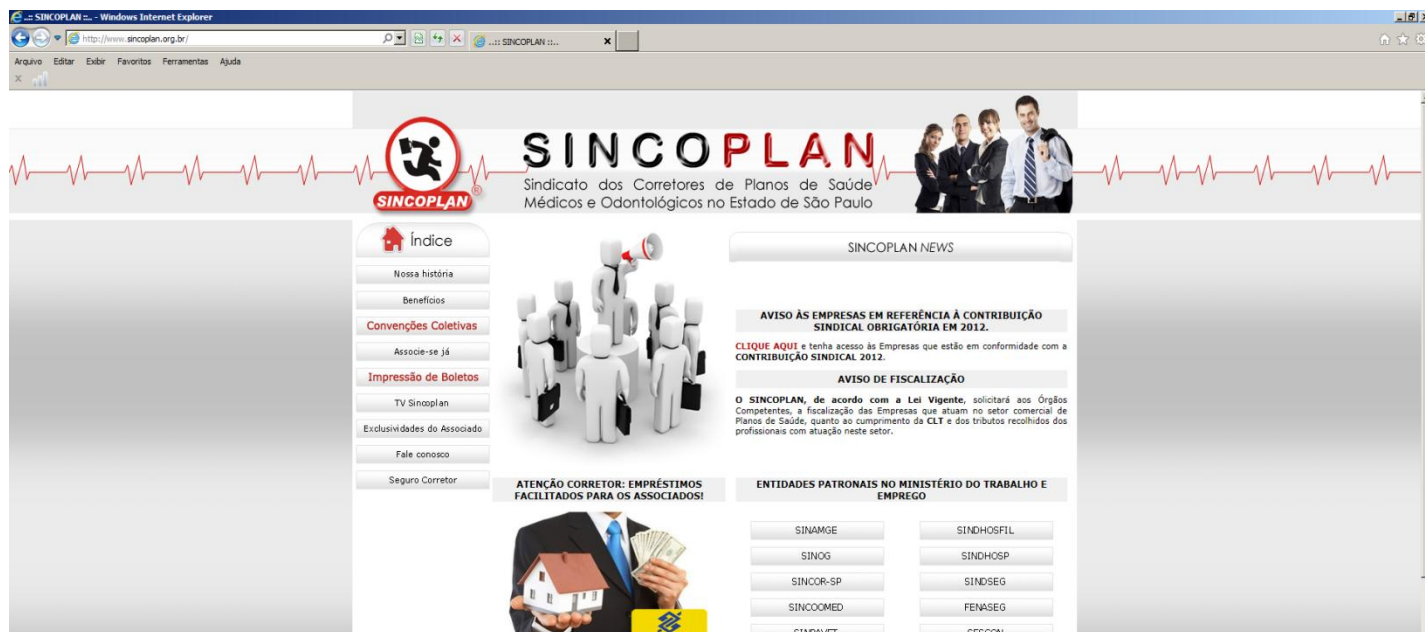 ..:: SINCOPLAN ::.. - Windows Internet Explorer
http://www.sincoplan.org.br/
..:: SINCOPLAN ::..
Arquivo Editar Exibir Favoritos Ferramentas Ajuda
SINCOPLAN®
SINCOPLAN
Sindicato dos Corretores de Planos de Saúde
Médicos e Odontológicos no Estado de São Paulo
Índice
Nossa história
Benefícios
Convenções Coletivas
Associe-se já
Impressão de Boletos
TV Sincoplan
Exclusividades do Associado
Fale conosco
Seguro Corretor
ATENÇÃO CORRETOR: EMPRÉSTIMOS
FACILITADOS PARA OS ASSOCIADOS!
SINCOPLAN NEWS
AVISO ÀS EMPRESAS EM REFERÊNCIA À CONTRIBUIÇÃO
SINDICAL OBRIGATÓRIA EM 2012.
CLIQUE AQUI e tenha acesso às Empresas que estão em conformidade com a
CONTRIBUIÇÃO SINDICAL 2012.
AVISO DE FISCALIZAÇÃO
O SINCOPLAN, de acordo com a Lei Vigente, solicitará aos Órgãos
Competentes, a fiscalização das Empresas que atuam no setor comercial de
Planos de Saúde, quanto ao cumprimento da CLT e dos tributos recolhidos dos
profissionais com atuação neste setor.
ENTIDADES PATRONAIS NO MINISTÉRIO DO TRABALHO E
EMPREGO
SINAMGE
SINDHOSFIL
SINOG
SINDHOSP
SINCOR-SP
SINDSEG
SINCOOMED
FENASEG